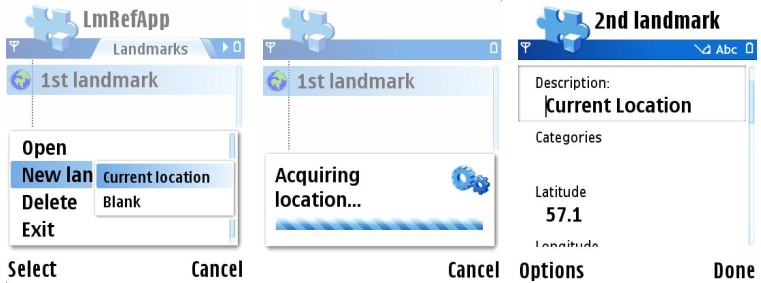 LmRefApp
Landmarks
1st landmark
Open
New lan
Current location
Blank
Delete
Exit
Select
Cancel
1st landmark
Acquiring
location...
Cancel
2nd landmark
Abc
Description:
Current Location
Categories
Latitude
57.1
Longitude
Options
Done